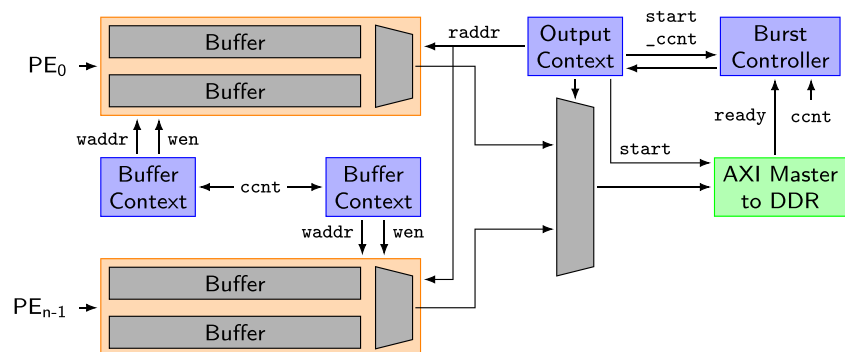 Buffer
Buffer
PE0
raddr
Output
Context
start
_ccnt
Burst
Controller
waddr
wen
ready
ccnt
Buffer
Context
ccnt
Buffer
Context
start
AXI Master
to DDR
waddr
wen
Buffer
Buffer
PEn-1